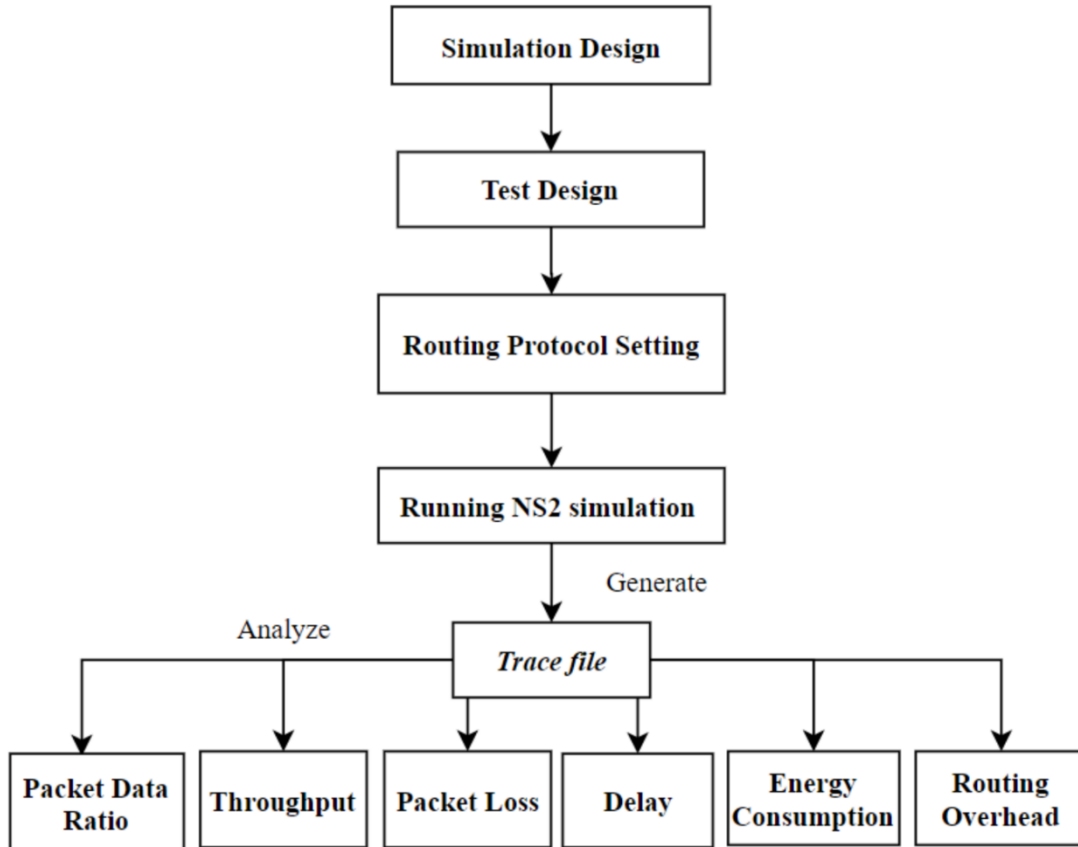 Simulation Design
Test Design
Routing Protocol Setting
Running NS2 simulation
Generate
Analyze
Trace file
Packet Data
Ratio
Throughput
Packet Loss
Delay
Energy
Consumption
Routing
Overhead